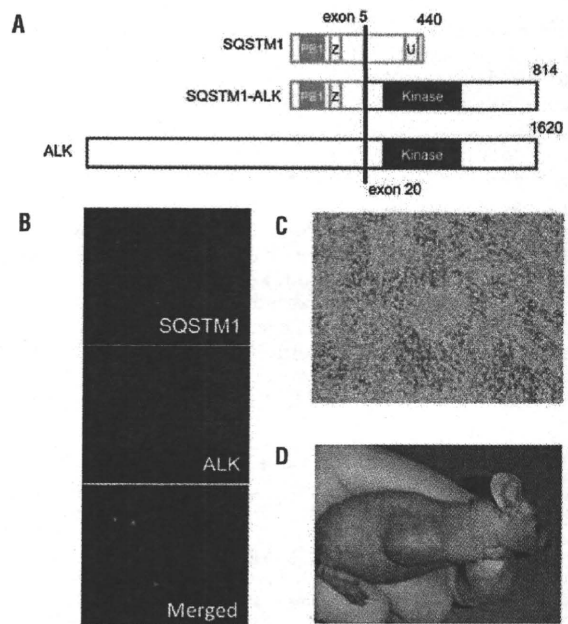 A
exon 5
440
SQSTM1
PB1
Z
U
814
SQSTM1-ALK
PB1
Z
Kinase
1620
ALK
Kinase
exon 20
B
SQSTM1
ALK
Merged
C
D